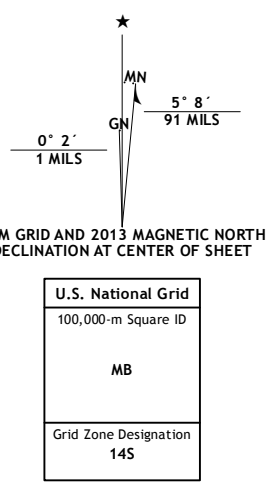 ★
MN
5° 8´
91 MILS
GN
0° 2´
1 MILS
M GRID AND 2013 MAGNETIC NORTH
DECLINATION AT CENTER OF SHEET
U.S. National Grid
100,000-m Square ID
MB
Grid Zone Designation
14S